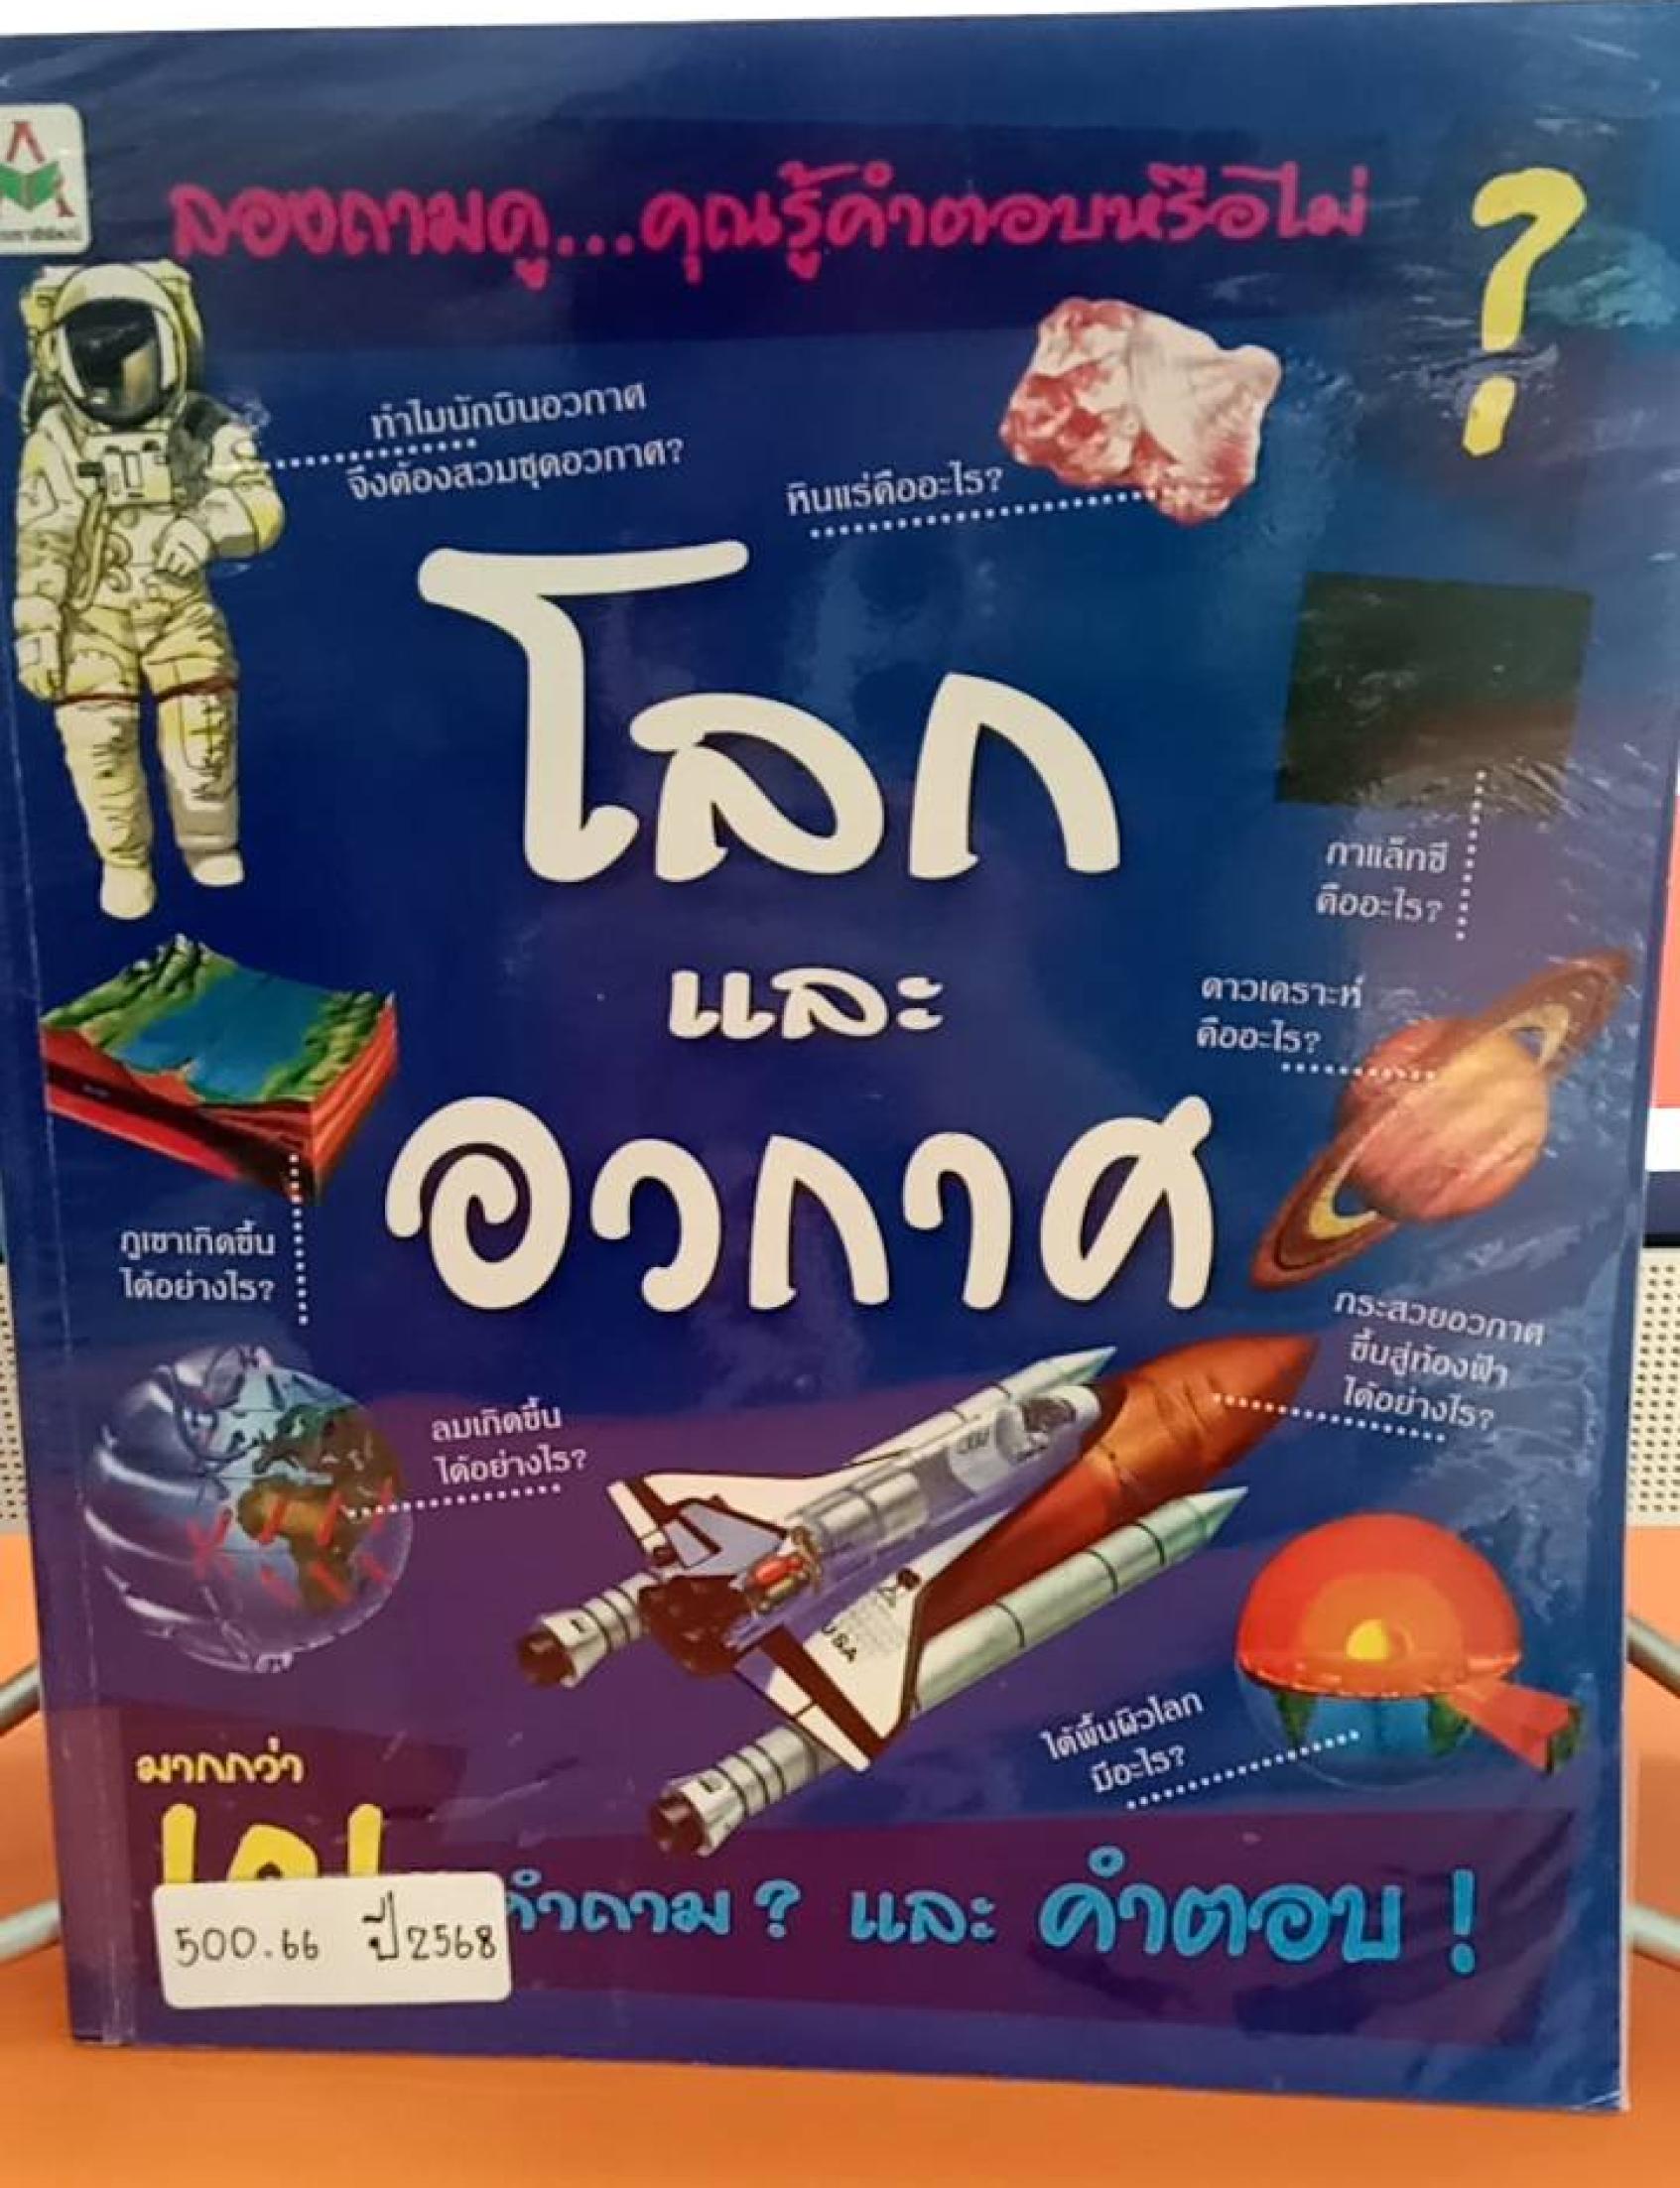 ลองถามดู...คุณรู้คำตอบหรือไม่ ?
ทำไมนักบินอวกาศ
จึงต้องสวมชุดอวกาศ?
หินแร่คืออะไร?
โลก
และ
อวกาศ
กาแล็กซี
คืออะไร?
ดาวเคราะห์
คืออะไร?
ภูเขาเกิดขึ้น
ได้อย่างไร?
กระสวยอวกาศ
ขึ้นสู่ท้องฟ้า
ได้อย่างไร?
ลมเกิดขึ้น
ได้อย่างไร?
USA
ใต้พื้นผิวโลก
มีอะไร?
มากกว่า
คำถาม ? และ คำตอบ !
500.66 ปี2568